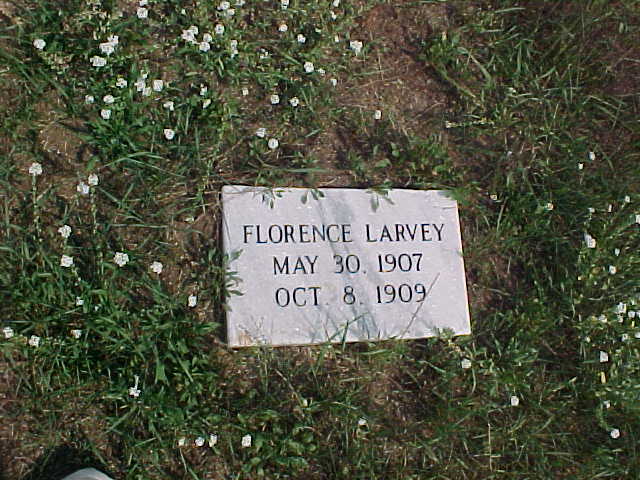 FLORENCE LARVEY
MAY 30. 1907
OCT. 8. 1909